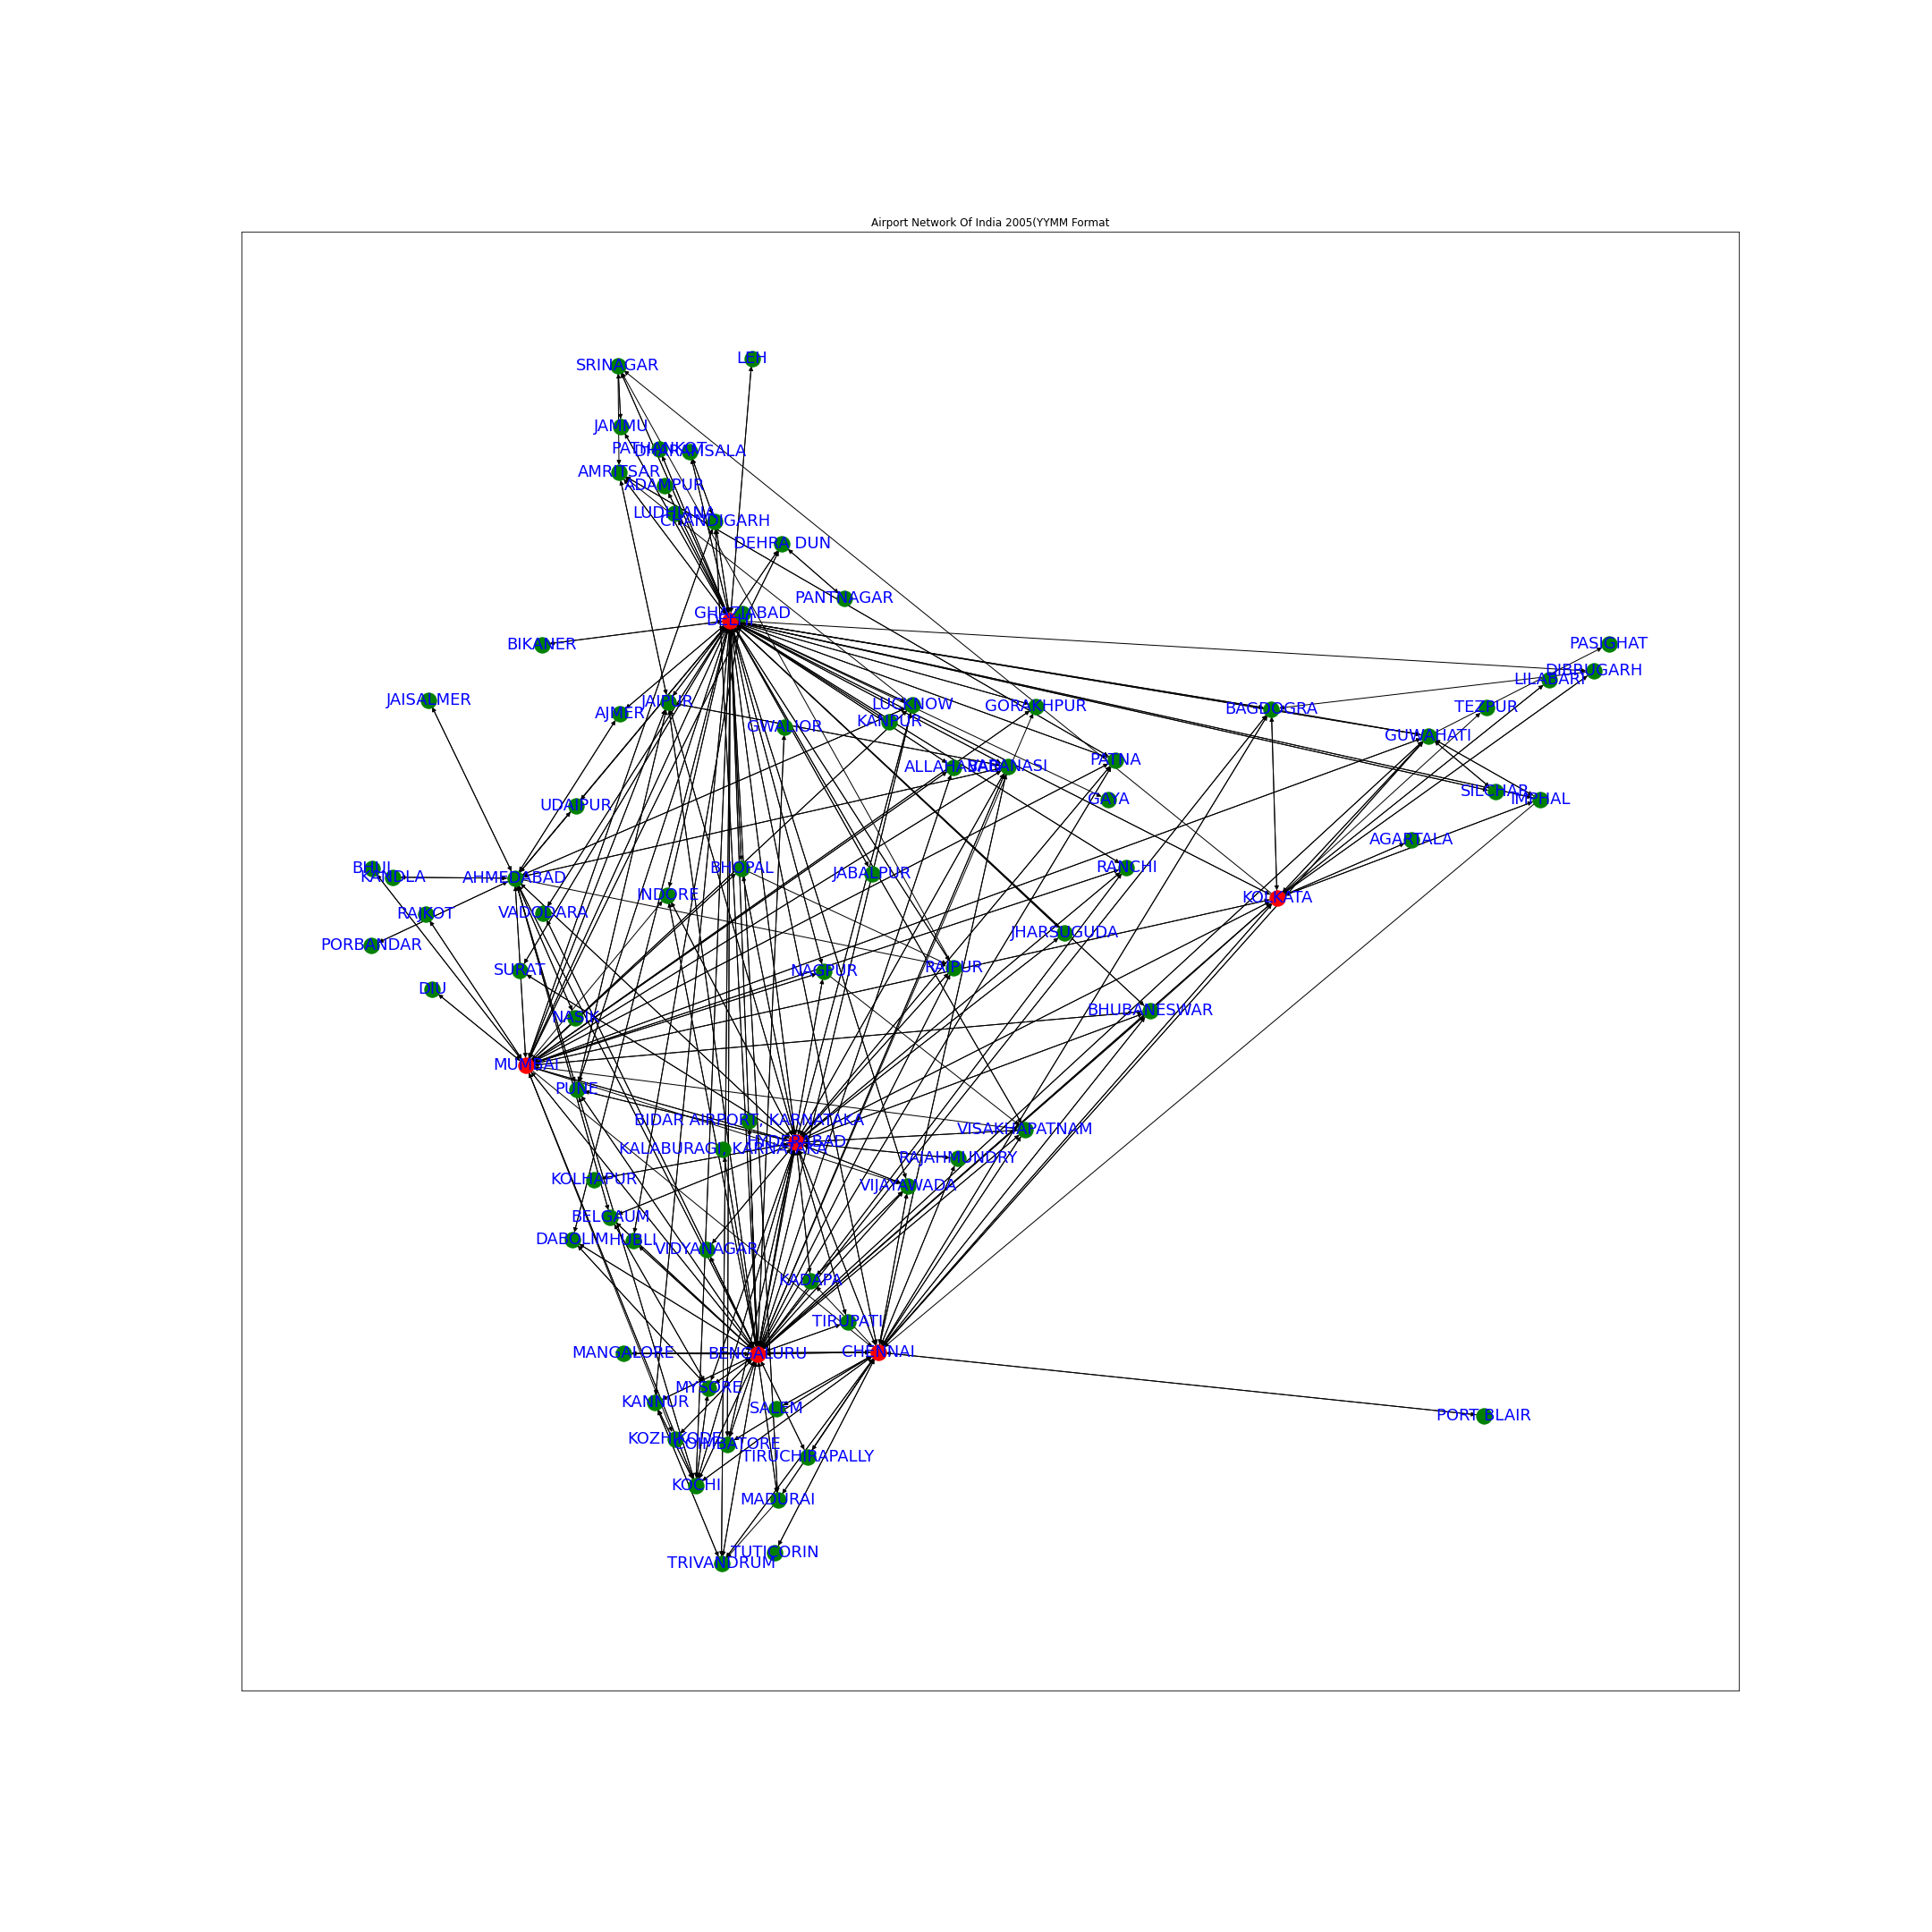 Airport Network Of India 2005(YYMM Format
LEH
SRINAGAR
JAMMU
PATHANKOT
DHARAMSALA
AMRITSAR
ADAMPUR
LUDHIANA
CHANDIGARH
DEHRA DUN
PANTNAGAR
GHAZIABAD
DELHI
BIKANER
PASIGHAT
DIBRUGARH
LILABARI
JAISALMER
JAIPUR
LUCKNOW
GORAKHPUR
BAGDOGRA
TEZPUR
AJMER
KANPUR
GWALIOR
GUWAHATI
PATNA
ALLAHABAD
VARANASI
SILCHAR
IMPHAL
GAYA
UDAIPUR
AGARTALA
BHUJ
KANDLA
AHMEDABAD
BHOPAL
JABALPUR
RANCHI
INDORE
KOLKATA
RAJKOT
VADODARA
JHARSUGUDA
PORBANDAR
SURAT
NAGPUR
RAIPUR
DIU
BHUBANESWAR
NASIK
MUMBAI
PUNE
BIDAR AIRPORT, KARNATAKA
VISAKHAPATNAM
HYDERABAD
KALABURAGI, KARNATAKA
RAJAHMUNDRY
KOLHAPUR
VIJAYAWADA
BELGAUM
DABOLIM
HUBLI
VIDYANAGAR
KADAPA
TIRUPATI
MANGALORE
BENGALURU
CHENNAI
MYSORE
KANNUR
SALEM
PORT BLAIR
KOZHIKODE
COIMBATORE
TIRUCHIRAPALLY
KOCHI
MADURAI
TUTICORIN
TRIVANDRUM